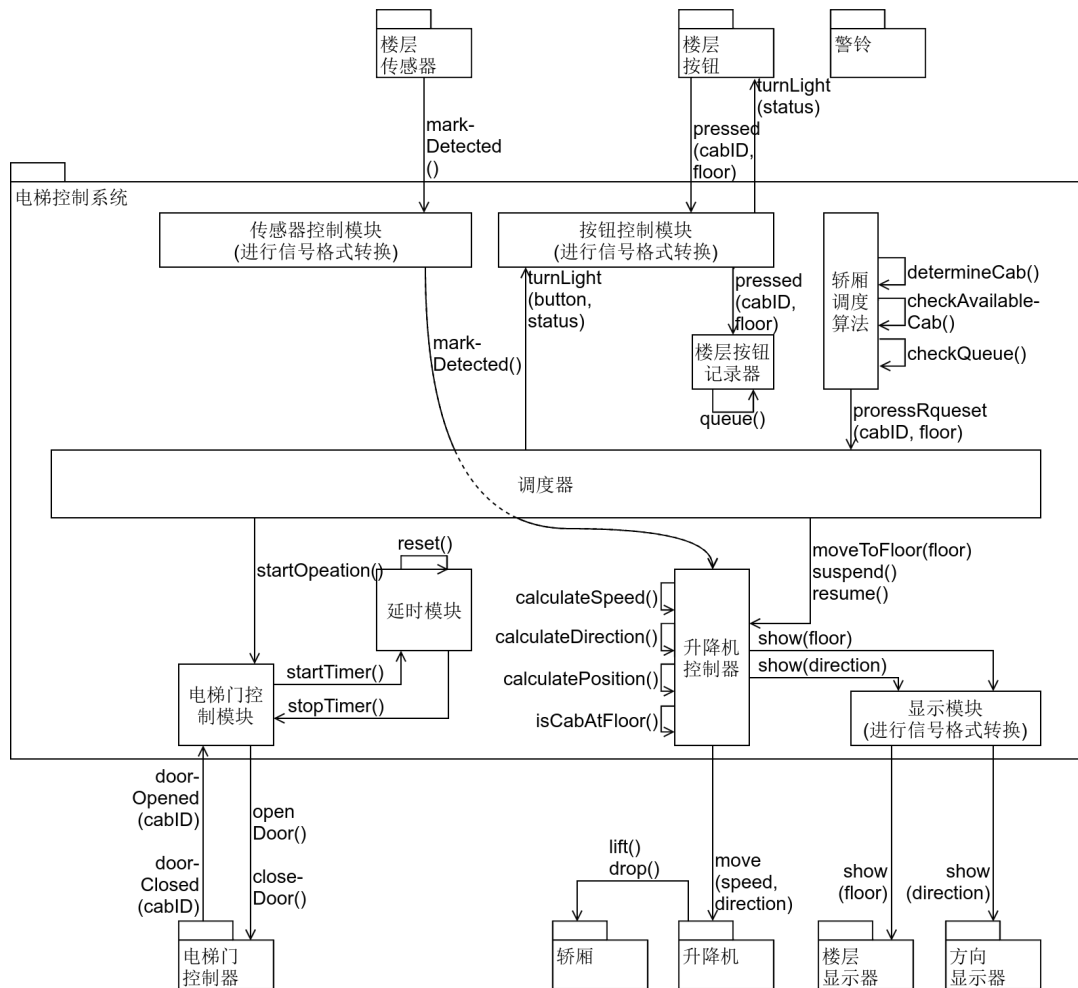 楼层
传感器
楼层
按钮
警铃
turnLight
(status)
mark-
Detected
()
pressed
(cabID,
floor)
电梯控制系统
传感器控制模块
(进行信号格式转换)
按钮控制模块
(进行信号格式转换)
轿厢
调度
算法
determineCab()
checkAvailable-
Cab()
checkQueue()
turnLight
(button,
status)
pressed
(cabID,
floor)
mark-
Detected()
楼层按钮
记录器
queue()
proressRqueset
(cabID, floor)
调度器
startOpeation()
reset()
延时模块
moveToFloor(floor)
suspend()
resume()
calculateSpeed()
calculateDirection()
calculatePosition()
isCabAtFloor()
升降机
控制器
show(floor)
show(direction)
电梯门控
制模块
startTimer()
stopTimer()
显示模块
(进行信号格式转换)
door-
Opened
(cabID)
door-
Closed
(cabID)
open
Door()
close-
Door()
lift()
drop()
move
(speed,
direction)
show
(floor)
show
(direction)
电梯门
控制器
轿厢
升降机
楼层
显示器
方向
显示器